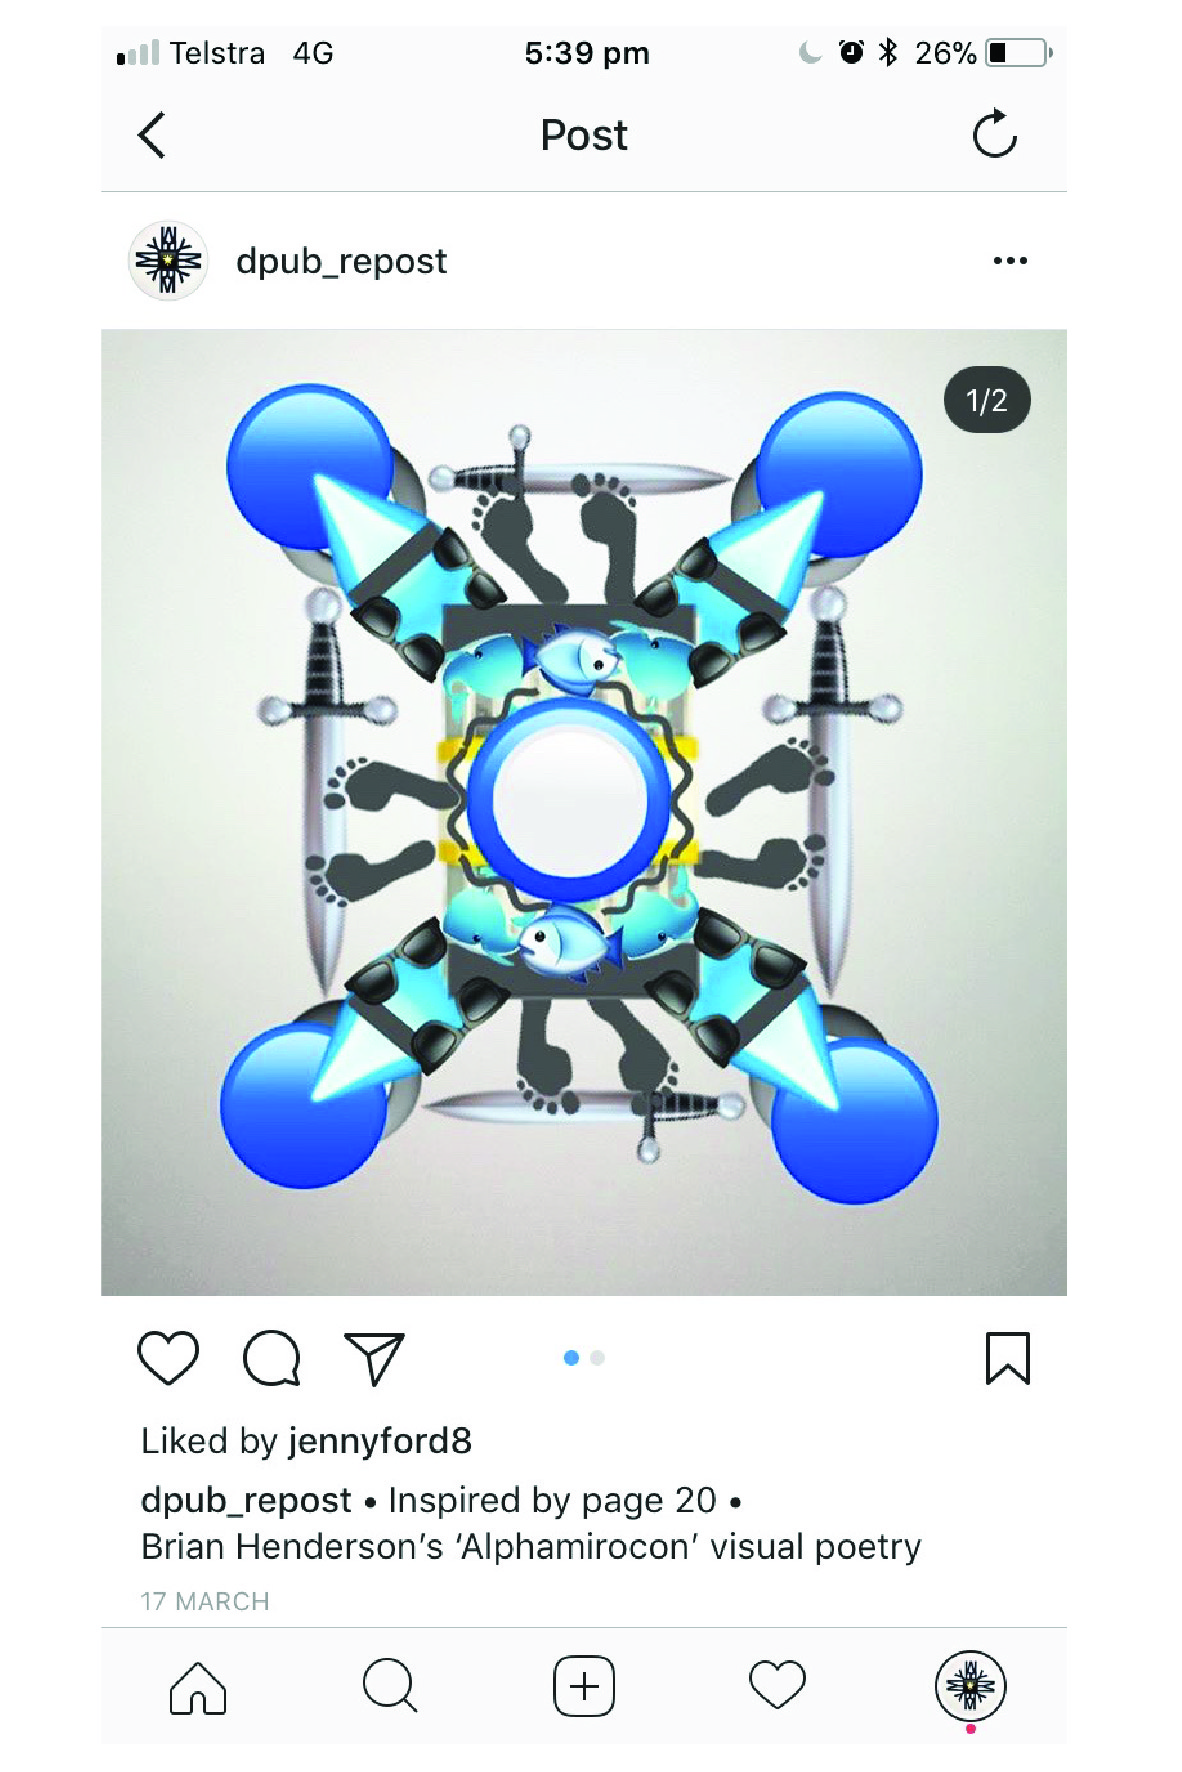 Telstra 4G 5:39 pm 26%
Post
dpub_repost
1/2
Liked by jennyford8
dpub_repost • Inspired by page 20 •
Brian Henderson’s ‘Alphamirocon’ visual poetry
17 MARCH